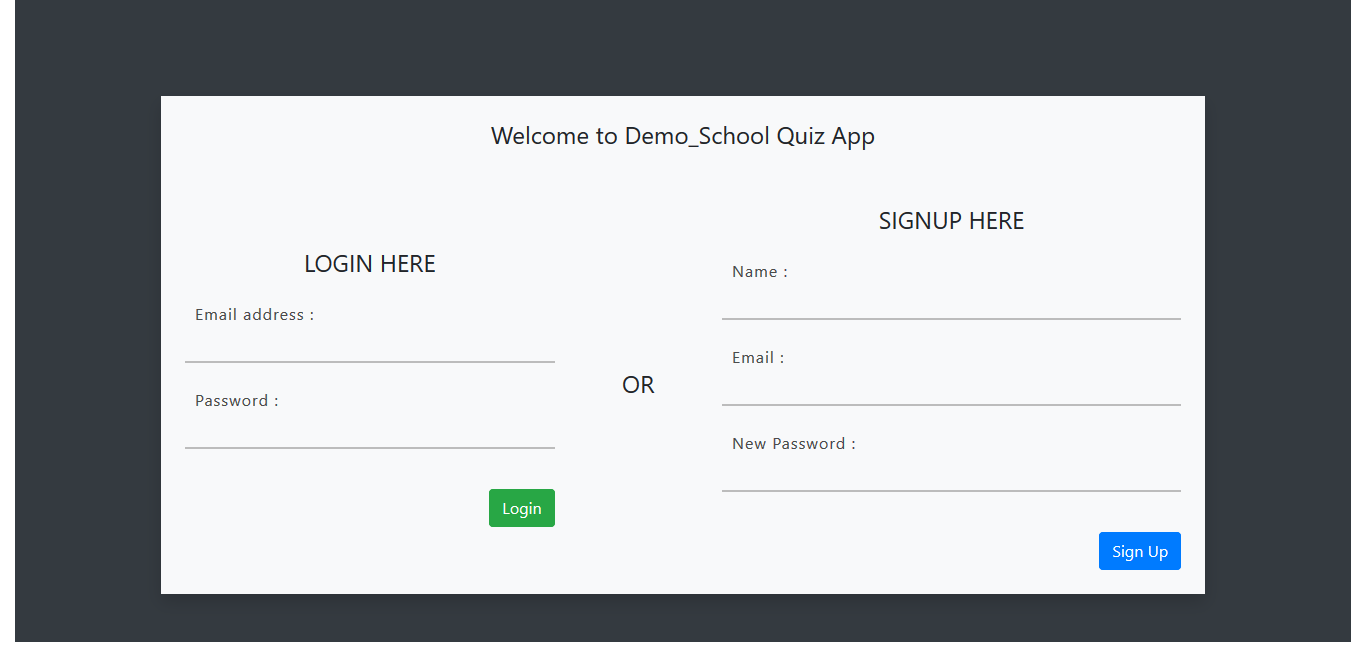 Welcome to Demo_School Quiz App
LOGIN HERE
Email address :
Password :
Login
OR
SIGNUP HERE
Name :
Email :
New Password :
Sign Up